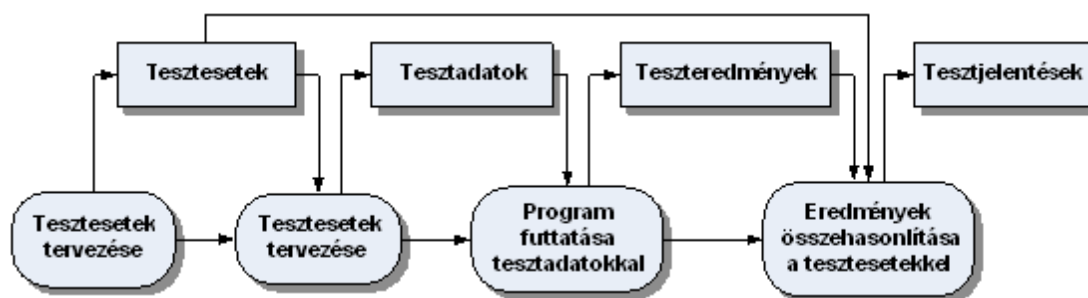 Tesztesetek
Tesztadatok
Teszteredmények
Tesztjelentések
Tesztesetek
tervezése
Tesztesetek
tervezése
Program
futtatása
tesztadatokkal
Eredmények
összehasonlítása
a tesztesetekkel